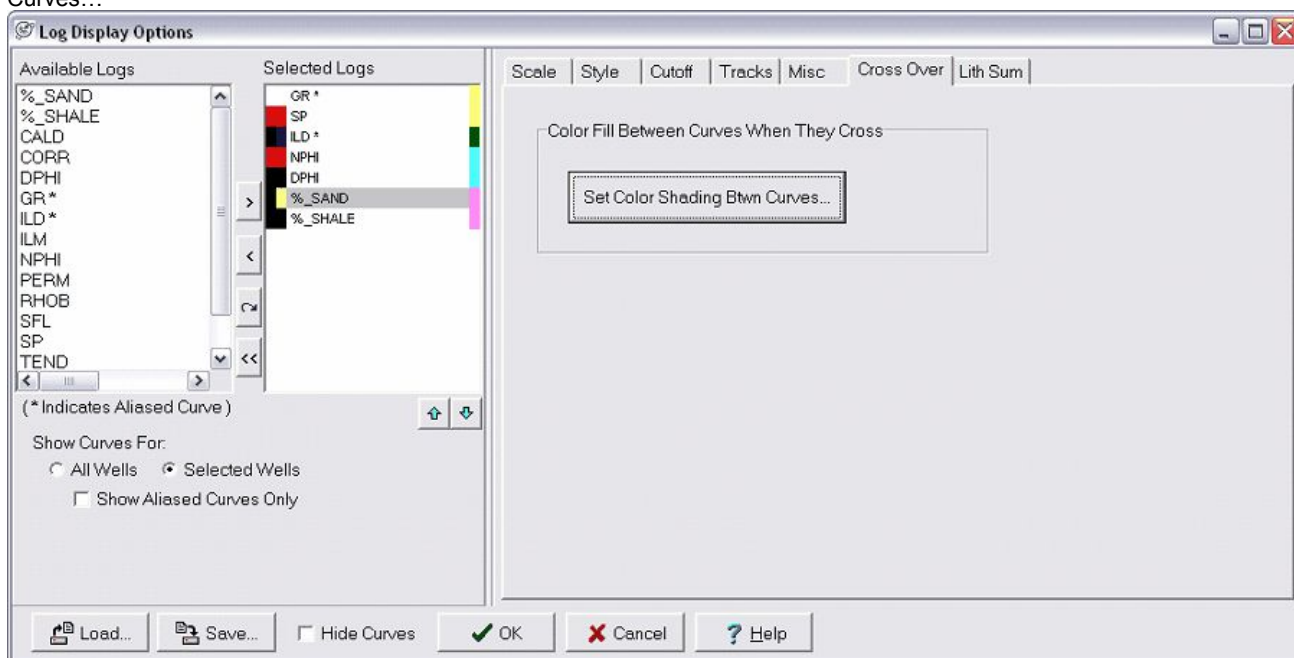 Curves...
Log Display Options
Available Logs
%_SAND
%_SHALE
CALD
CORR
DPHI
GR *
ILD *
ILM
NPHI
PERM
RHOB
SFL
SP
TEND
(* Indicates Aliased Curve )
Show Curves For:
All Wells
Selected Wells
Show Aliased Curves Only
>
<
<<
Selected Logs
GR *
SP
ILD *
NPHI
DPHI
%_SAND
%_SHALE
Scale
Style
Cutoff
Tracks
Misc
Cross Over
Lith Sum
Color Fill Between Curves When They Cross
Set Color Shading Btwn Curves...
Load...
Save...
Hide Curves
OK
Cancel
? Help